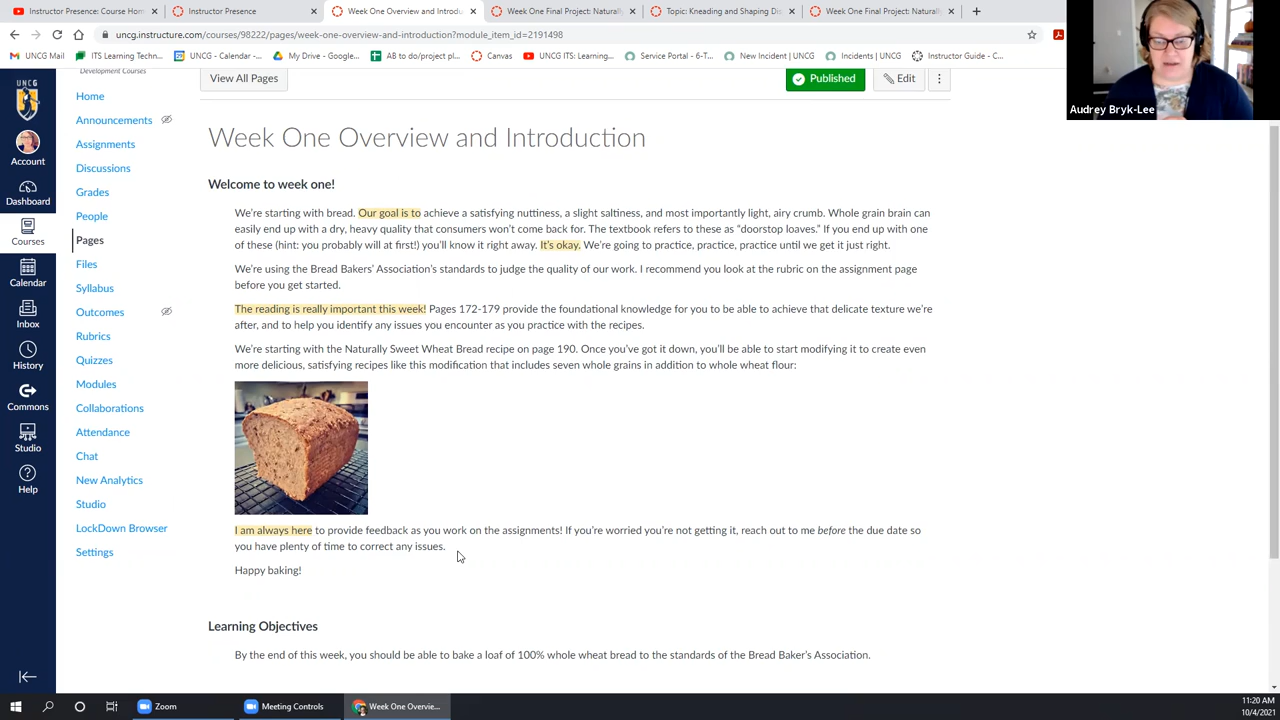 Instructor Presence: Course Hom
Instructor Presence
Week One Overview and Introduc
Week One Final Project: Naturall
Topic: Kneading and Shaping Dis
Week One Final Project: Naturall
uncg.instructure.com/courses/98222/pages/week-one-overview-and-introduction?module_item_id=2191498
UNCG Mail
ITS Learning Techn...
UNCG - Calendar -...
My Drive - Google...
AB to do/project pl...
Canvas
UNCG ITS: Learning...
Service Portal - 6-T...
New Incident | UNCG
Incidents | UNCG
Instructor Guide - C...
Audrey Bryk-Lee
UNCG
Account
Dashboard
Courses
Calendar
Inbox
History
Commons
Studio
Help
Development Courses
Home
Announcements
Assignments
Discussions
Grades
People
Pages
Files
Syllabus
Outcomes
Rubrics
Quizzes
Modules
Collaborations
Attendance
Chat
New Analytics
Studio
LockDown Browser
Settings
View All Pages
Published
Edit
Week One Overview and Introduction
Welcome to week one!
We're starting with bread. Our goal is to achieve a satisfying nuttiness, a slight saltiness, and most importantly light, airy crumb. Whole grain brain can
easily end up with a dry, heavy quality that consumers won't come back for. The textbook refers to these as “doorstop loaves.” If you end up with one
of these (hint: you probably will at first!) you'll know it right away. It's okay. We're going to practice, practice, practice until we get it just right.
We're using the Bread Bakers' Association's standards to judge the quality of our work. I recommend you look at the rubric on the assignment page
before you get started.
The reading is really important this week! Pages 172-179 provide the foundational knowledge for you to be able to achieve that delicate texture we're
after, and to help you identify any issues you encounter as you practice with the recipes.
We're starting with the Naturally Sweet Wheat Bread recipe on page 190. Once you've got it down, you'll be able to start modifying it to create even
more delicious, satisfying recipes like this modification that includes seven whole grains in addition to whole wheat flour:
I am always here to provide feedback as you work on the assignments! If you're worried you're not getting it, reach out to me before the due date so
you have plenty of time to correct any issues.
Happy baking!
Learning Objectives
By the end of this week, you should be able to bake a loaf of 100% whole wheat bread to the standards of the Bread Baker's Association.
Zoom
Meeting Controls
Week One Overvie...
11:20 AM
10/4/2021